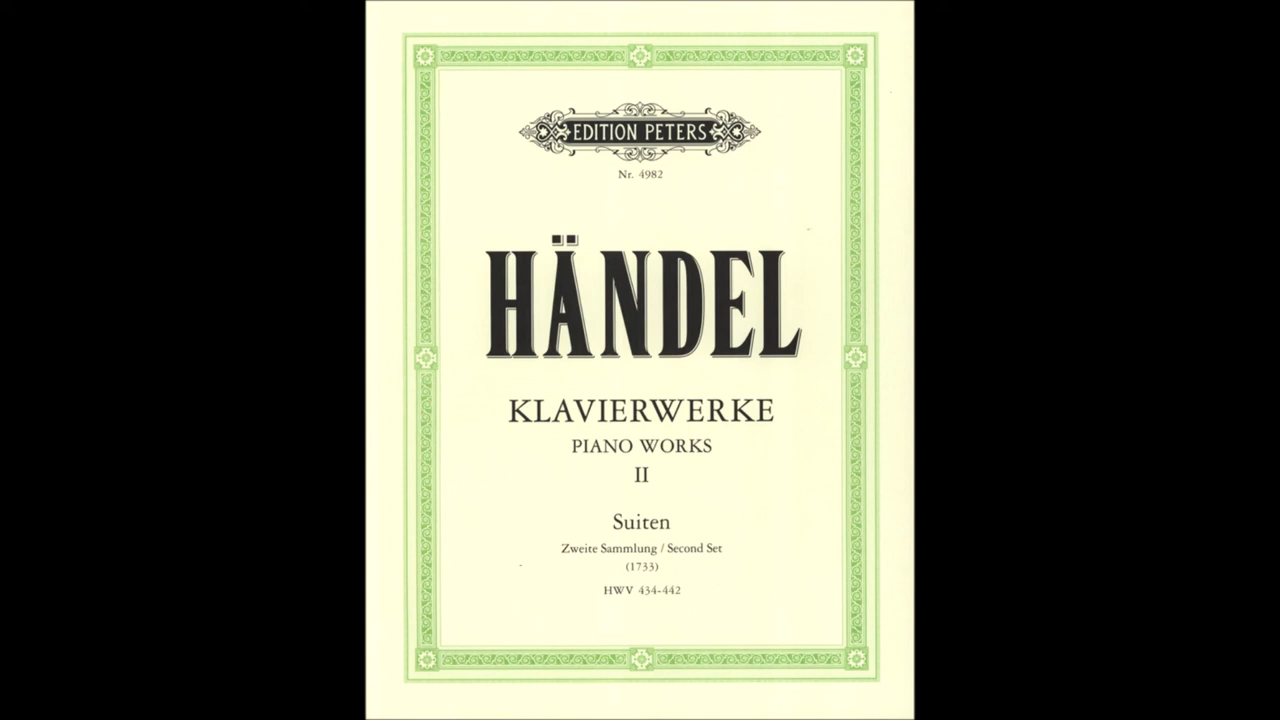 EDITION PETERS
Nr. 4982
HÄNDEL
KLAVIERWERKE
PIANO WORKS
II
Suiten
Zweite Sammlung / Second Set
(1733)
HWV 434-442